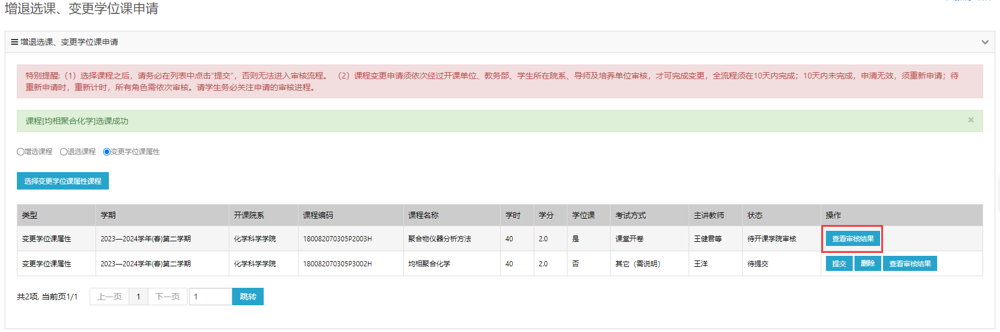 增退选课、变更学位课申请
增退选课、变更学位课申请
特别提醒:（1）选择课程之后，请务必在列表中点击“提交”，否则无法进入审核流程。 （2）课程变更申请须依次经过开课单位、教务部、学生所在院系、导师及培养单位审核，才可完成变更，全流程须在10天内完成；10天内未完成，申清无效，须重新申请；待
重新申请时，重新计时，所有角色需依次审核。请学生务必关注申请的审核进程。
课程[均相聚合化学]选课成功 ×
增选课程 退选课程 变更学位课属性
选择变更学位课属性课程
类型 学期 开课院系 课程编码 课程名称 学时 学分 学位课 考试方式 主讲教师 状态 操作
变更学位课属性 2023—2024学年(春)第二学期 化学科学学院 180082070305P2003H 聚合物仪器分析方法 40 2.0 是 课堂开卷 王健君等 待开课学院审核 查看审核结果
变更学位课属性 2023—2024学年(春)第二学期 化学科学学院 180082070305P3002H 均相聚合化学 40 2.0 否 其它（需说明） 王洋 待提交 提交 删除 查看审核结果
共2项, 当前页1/1 上一页 1 下一页 1 跳转